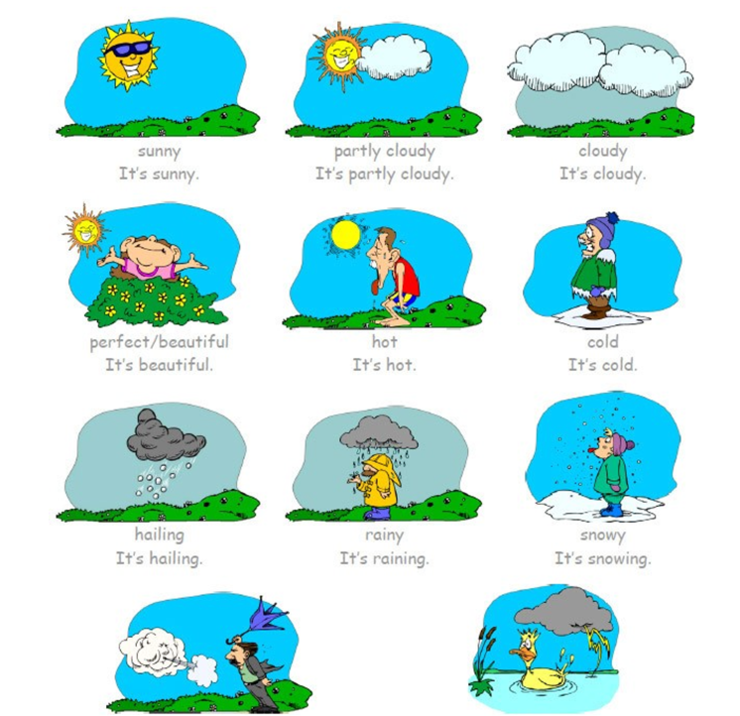 sunny
It's sunny.
partly cloudy
It's partly cloudy.
cloudy
It's cloudy.
perfect/beautiful
It's beautiful.
hot
It's hot.
cold
It's cold.
hailing
It's hailing.
rainy
It's raining.
snowy
It's snowing.